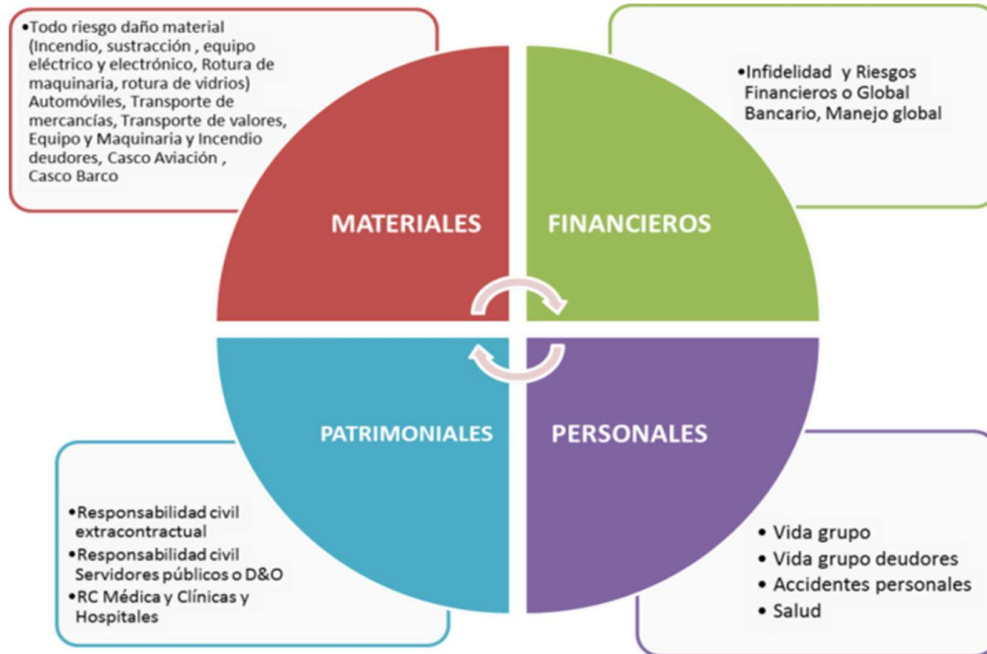 •Todo riesgo daño material
(Incendio, sustracción , equipo
eléctrico y electrónico, Rotura de
maquinaria, rotura de vidrios)
Automóviles, Transporte de
mercancías, Transporte de valores,
Equipo y Maquinaria y Incendio
deudores, Casco Aviación ,
Casco Barco
•Infidelidad y Riesgos
Financieros o Global
Bancario, Manejo global
MATERIALES
FINANCIEROS
PATRIMONIALES
PERSONALES
•Responsabilidad civil
extracontractual
•Responsabilidad civil
Servidores públicos o D&O
•RC Médica y Clínicas y
Hospitales
• Vida grupo
• Vida grupo deudores
• Accidentes personales
• Salud